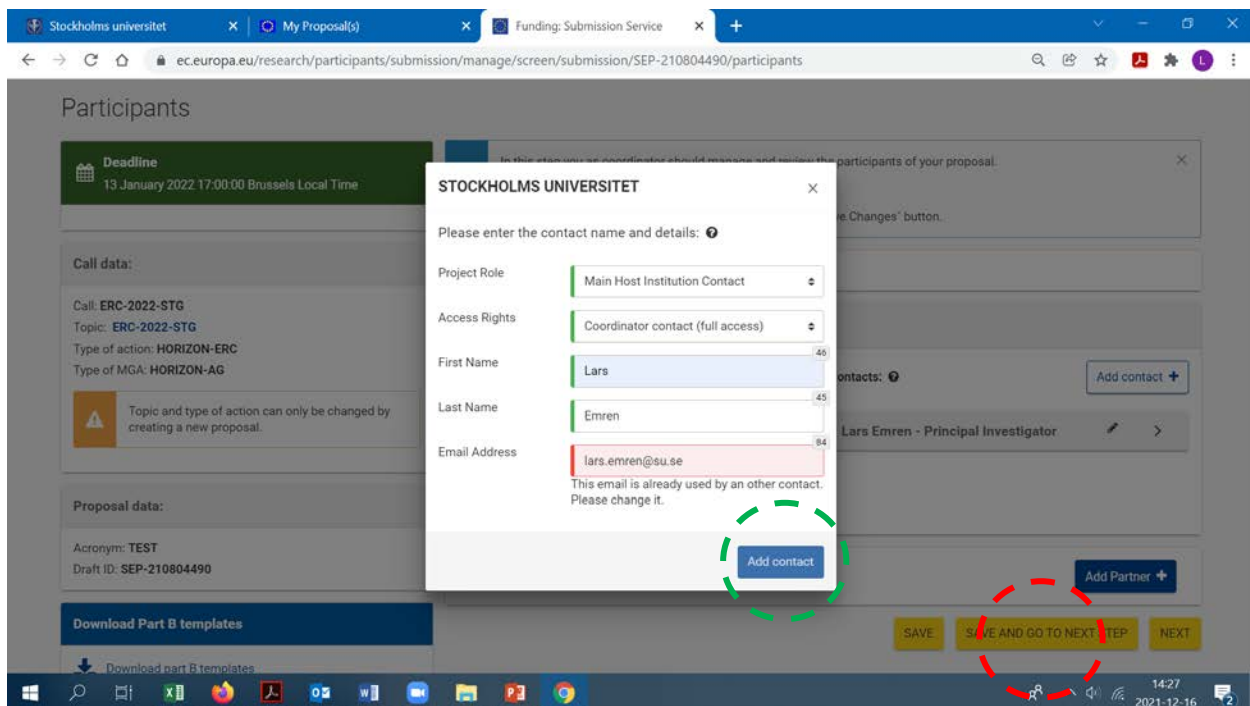 Stockholms universitet
My Proposal(s)
Funding: Submission Service
ec.europa.eu/research/participants/submission/manage/screen/submission/SEP-210804490/participants
L
Participants
Deadline
13 January 2022 17:00:00 Brussels Local Time
In this step you as coordinator should manage and review the participants of your proposal.
Changes' button.
Call data:
Call: ERC-2022-STG
Topic: ERC-2022-STG
Type of action: HORIZON-ERC
Type of MGA: HORIZON-AG
Topic and type of action can only be changed by
creating a new proposal.
Proposal data:
Acronym: TEST
Draft ID: SEP-210804490
Download Part B templates
Download part B templates
STOCKHOLMS UNIVERSITET
Please enter the contact name and details:
Project Role
Main Host Institution Contact
Access Rights
Coordinator contact (full access)
46
First Name
Lars
45
Last Name
Emren
84
Email Address
lars.emren@su.se
This email is already used by an other contact.
Please change it.
Add contact
Add contact
Lars Emren - Principal Investigator
Add Partner
SAVE
SAVE AND GO TO NEXT STEP
NEXT
14:27
2021-12-16
2